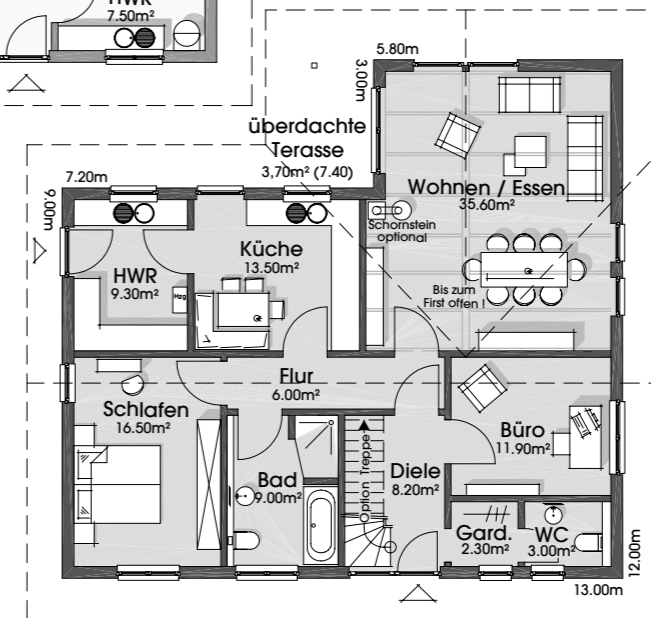 HWR
7.50m²
5.80m
3.00m
überdachte
Terasse
3,70m² (7.40)
7.20m
9.00m
Wohnen / Essen
35.60m²
Schornstein
optional
Küche
13.50m²
HWR
9.30m²
Hzg
Bis zum
First offen !
Flur
6.00m²
Schlafen
16.50m²
Büro
11.90m²
Option Treppe
Diele
8.20m²
Bad
9.00m²
Gard.
2.30m²
WC
3.00m²
12.00m
13.00m